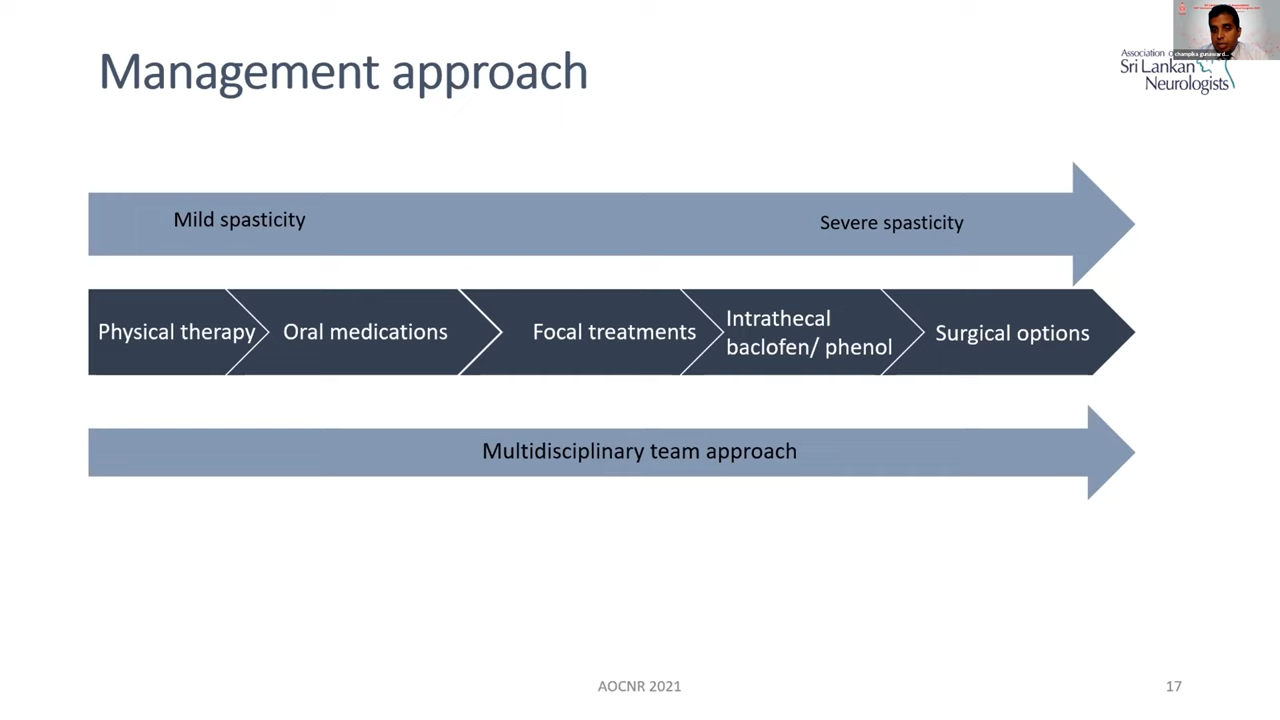 Management approach
Association
Sri Lankan
Neurologists
Mild spasticity
Severe spasticity
Physical therapy
Oral medications
Focal treatments
Intrathecal
baclofen/ phenol
Surgical options
Multidisciplinary team approach
AOCNR 2021
17